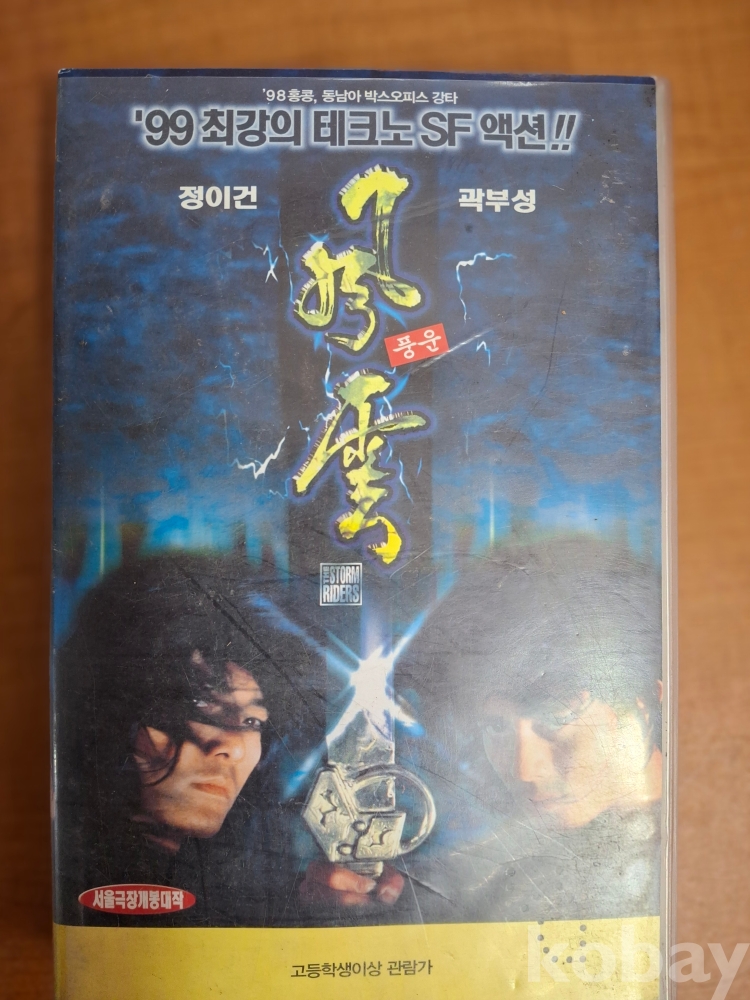 '98홍콩, 동남아 박스오피스 강타
'99 최강의 테크노 SF 액션!!
정이건
곽부성
風
풍운
雲
THE STORM RIDERS
서울극장개봉대작
고등학생이상 관람가
kobay